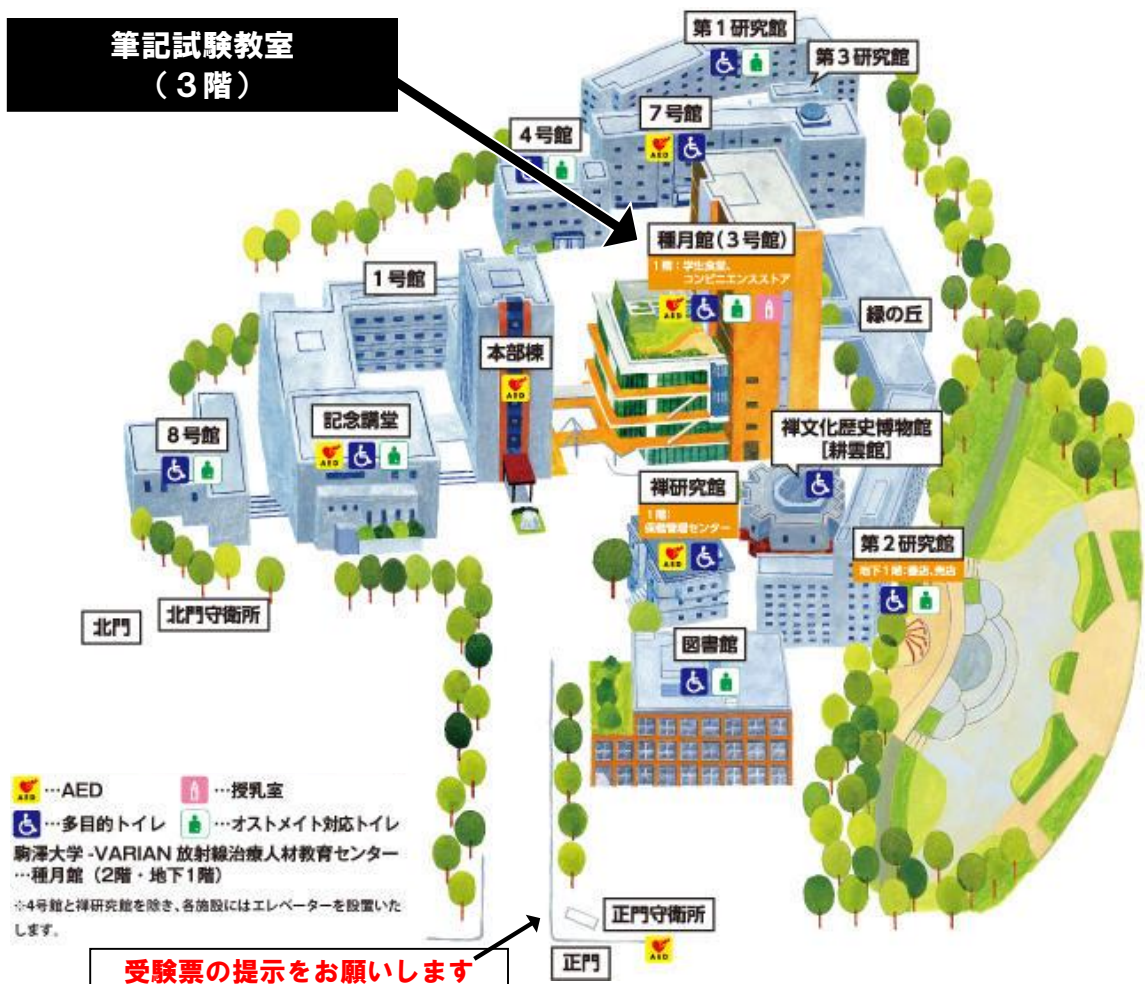 筆記試験教室
（３階）
第1研究館
第3研究館
7号館
AED
4号館
種月館(3号館)
1階：学生食堂、
コンビニエンスストア
AED
1号館
緑の丘
本部棟
AED
禅文化歴史博物館
[耕雲館]
記念講堂
AED
8号館
禅研究館
1階：
保健管理センター
AED
第2研究館
地下1階：書店、売店
北門守衛所
北門
図書館
AED …AED
…授乳室
…多目的トイレ
…オストメイト対応トイレ
駒澤大学 -VARIAN 放射線治療人材教育センター
…種月館（2階・地下1階）
※4号館と禅研究館を除き、各施設にはエレベーターを設置いた
します。
正門守衛所
AED
正門
受験票の提示をお願いします